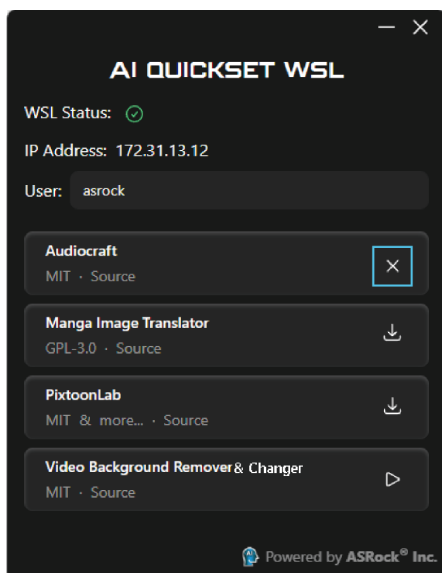 AI QUICKSET WSL
WSL Status:
IP Address: 172.31.13.12
User: asrock
Audiocraft
MIT · Source
Manga Image Translator
GPL-3.0 · Source
PixtoonLab
MIT & more... · Source
Video Background Remover& Changer
MIT · Source
Powered by ASRock® Inc.